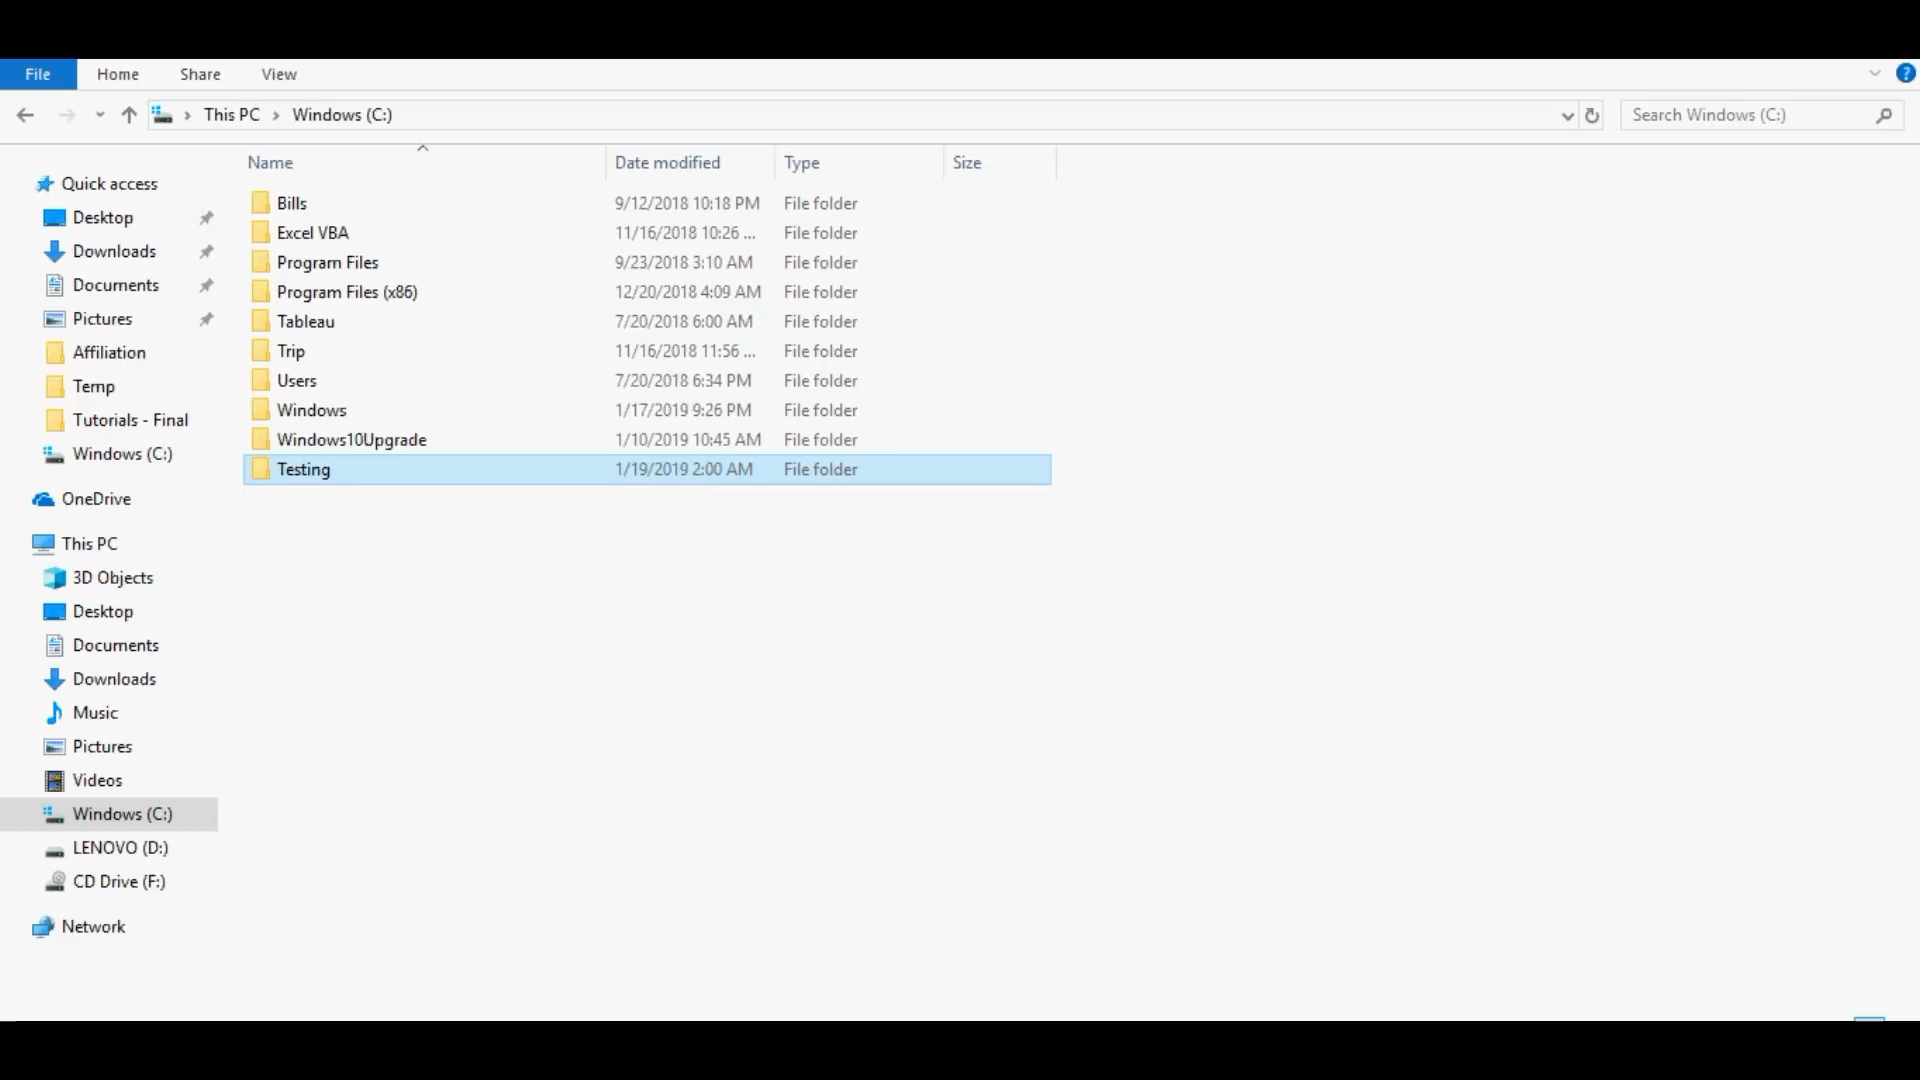 File Home Share View
This PC Windows (C:) Search Windows (C:)
Name Date modified Type Size
Quick access
Desktop
Downloads
Documents
Pictures
Affiliation
Temp
Tutorials - Final
Windows (C:)
OneDrive
This PC
3D Objects
Desktop
Documents
Downloads
Music
Pictures
Videos
Windows (C:)
LENOVO (D:)
CD Drive (F:)
Network
Bills 9/12/2018 10:18 PM File folder
Excel VBA 11/16/2018 10:26 ... File folder
Program Files 9/23/2018 3:10 AM File folder
Program Files (x86) 12/20/2018 4:09 AM File folder
Tableau 7/20/2018 6:00 AM File folder
Trip 11/16/2018 11:56 ... File folder
Users 7/20/2018 6:34 PM File folder
Windows 1/17/2019 9:26 PM File folder
Windows10Upgrade 1/10/2019 10:45 AM File folder
Testing 1/19/2019 2:00 AM File folder